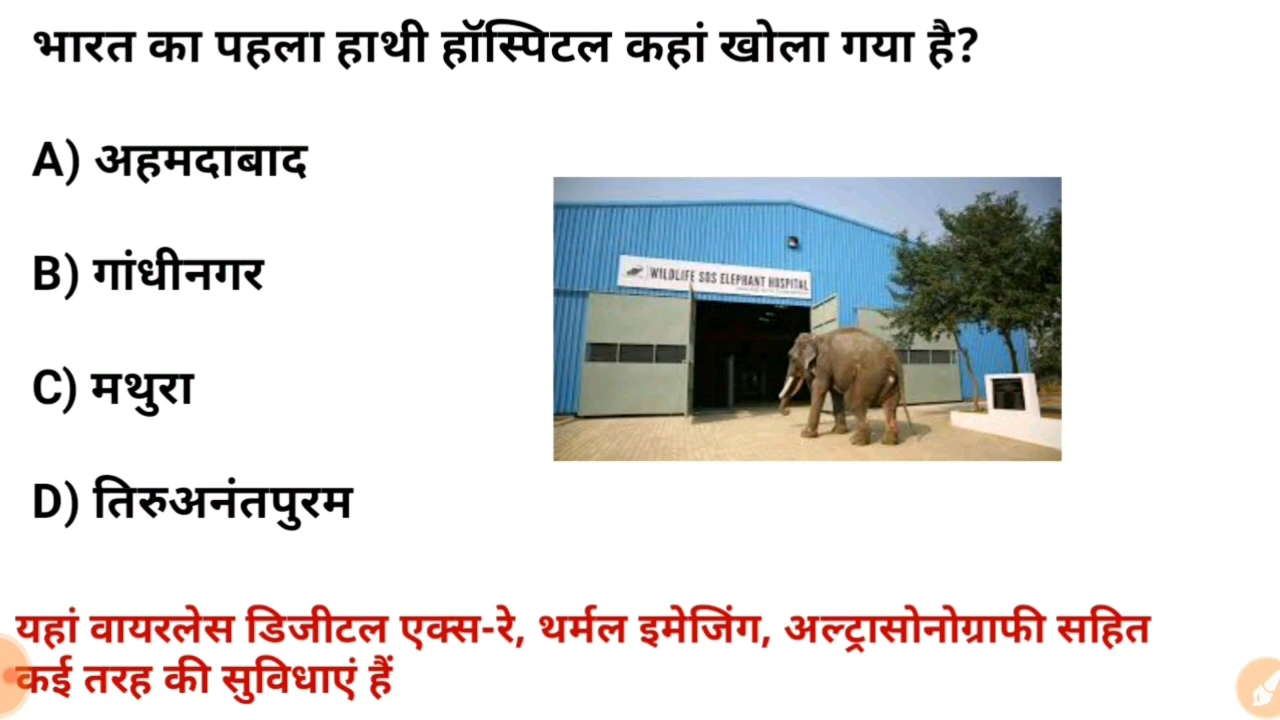 भारत का पहला हाथी हॉस्पिटल कहां खोला गया है?
A) अहमदाबाद
B) गांधीनगर
WILDLIFE SOS ELEPHANT HOSPITAL
C) मथुरा
D) तिरुअनंतपुरम
यहां वायरलेस डिजीटल एक्स-रे, थर्मल इमेजिंग, अल्ट्रासोनोग्राफी सहित
कई तरह की सुविधाएं हैं